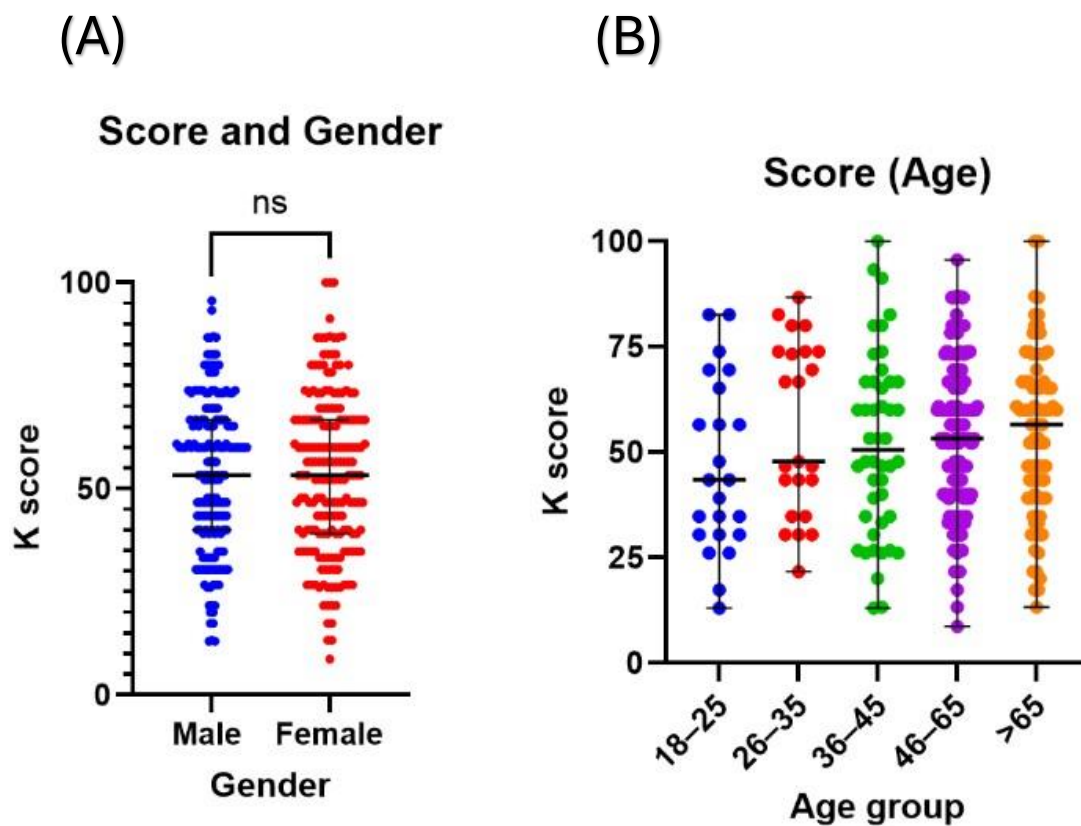 (A)
Score and Gender
ns
K score
100
50
0
Male Female
Gender
(B)
Score (Age)
K score
100
75
50
25
0
18–25 26–35 36–45 46–65 >65
Age group